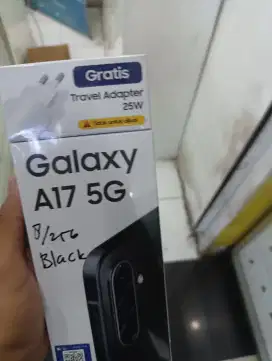 Gratis
Travel Adapter
25W
Galaxy
A17 5G
8/256
Black